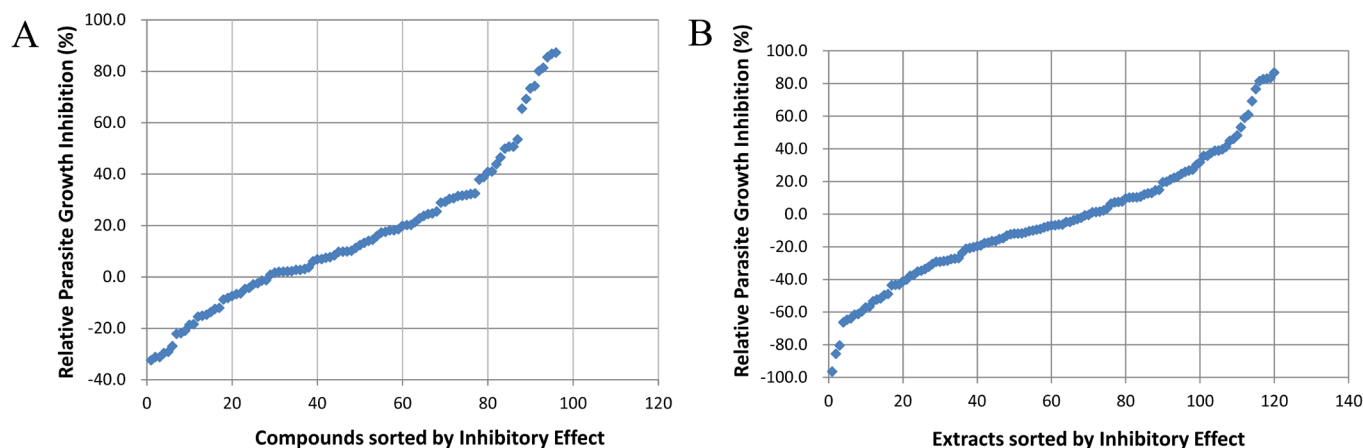 A
Relative Parasite Growth Inhibition (%)
100.0
80.0
60.0
40.0
20.0
0.0
-20.0
-40.0
0 20 40 60 80 100 120
Compounds sorted by Inhibitory Effect
B
Relative Parasite Growth Inhibition (%)
100.0
80.0
60.0
40.0
20.0
0.0
-20.0
-40.0
-60.0
-80.0
-100.0
0 20 40 60 80 100 120 140
Extracts sorted by Inhibitory Effect